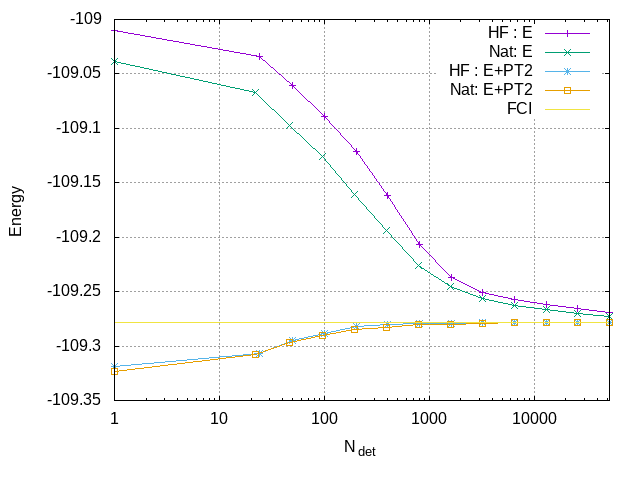 -109
-109.05
-109.1
-109.15
-109.2
-109.25
-109.3
-109.35
1
10
100
1000
10000
Energy
N det
HF : E
Nat: E
HF : E+PT2
Nat: E+PT2
FCI